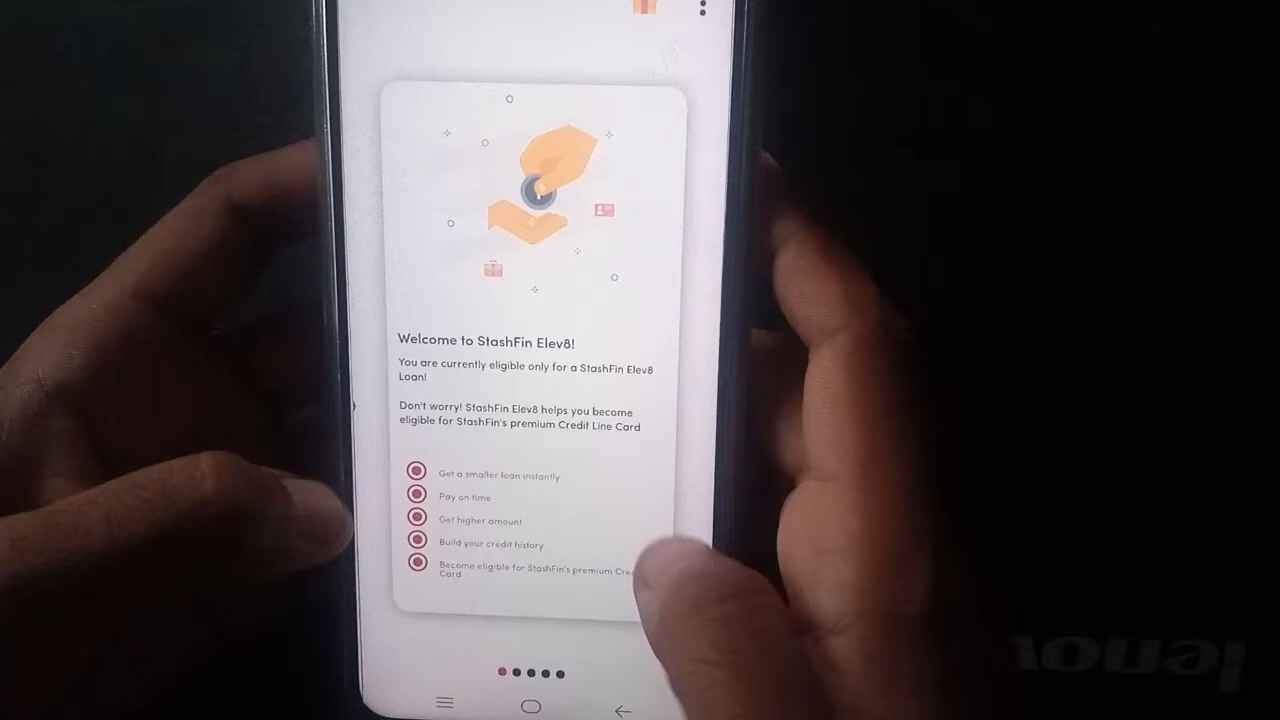 Welcome to StashFin Elev8!
You are currently eligible only for a StashFin Elev8
Loan!
Don't worry! StashFin Elev8 helps you become
eligible for StashFin's premium Credit Line Card
Get a smaller loan instantly
Pay on time
Get higher amount
Build your credit history
Become eligible for StashFin's premium
Card